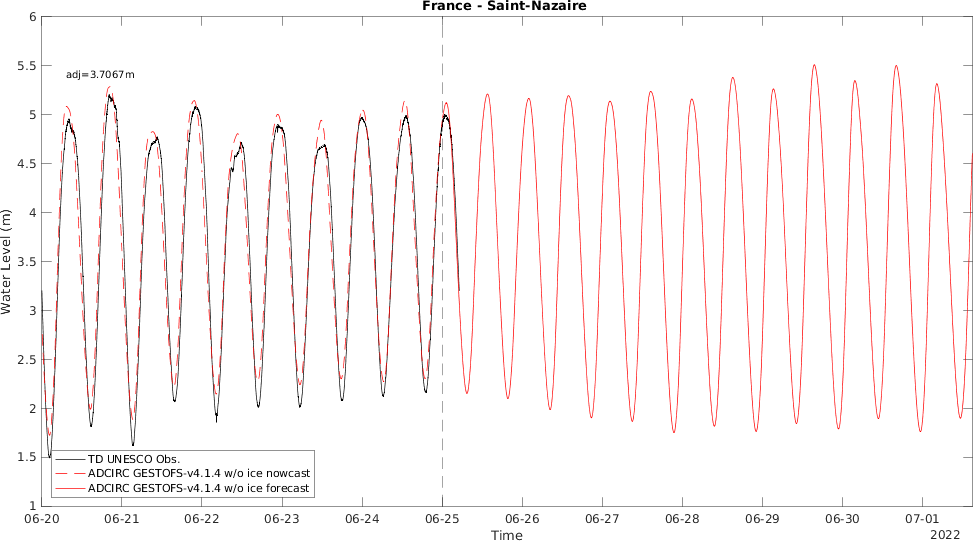 France - Saint-Nazaire
6
5.5
5
4.5
4
3.5
3
2.5
2
1.5
1
Water Level (m)
adj=3.7067m
TD UNESCO Obs.
ADCIRC GESTOFS-v4.1.4 w/o ice nowcast
ADCIRC GESTOFS-v4.1.4 w/o ice forecast
06-20 06-21 06-22 06-23 06-24 06-25 06-26 06-27 06-28 06-29 06-30 07-01
Time
2022